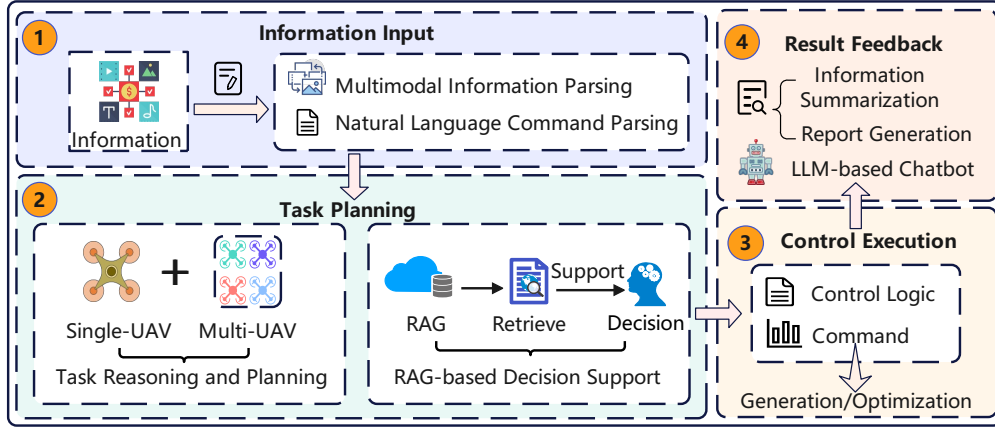 1
Information Input
Information
Multimodal Information Parsing
Natural Language Command Parsing
2
Task Planning
Single-UAV
+
Multi-UAV
Task Reasoning and Planning
RAG
Retrieve
Support
Decision
RAG-based Decision Support
3
Control Execution
Control Logic
Command
Generation/Optimization
4
Result Feedback
Information
Summarization
Report Generation
LLM-based Chatbot